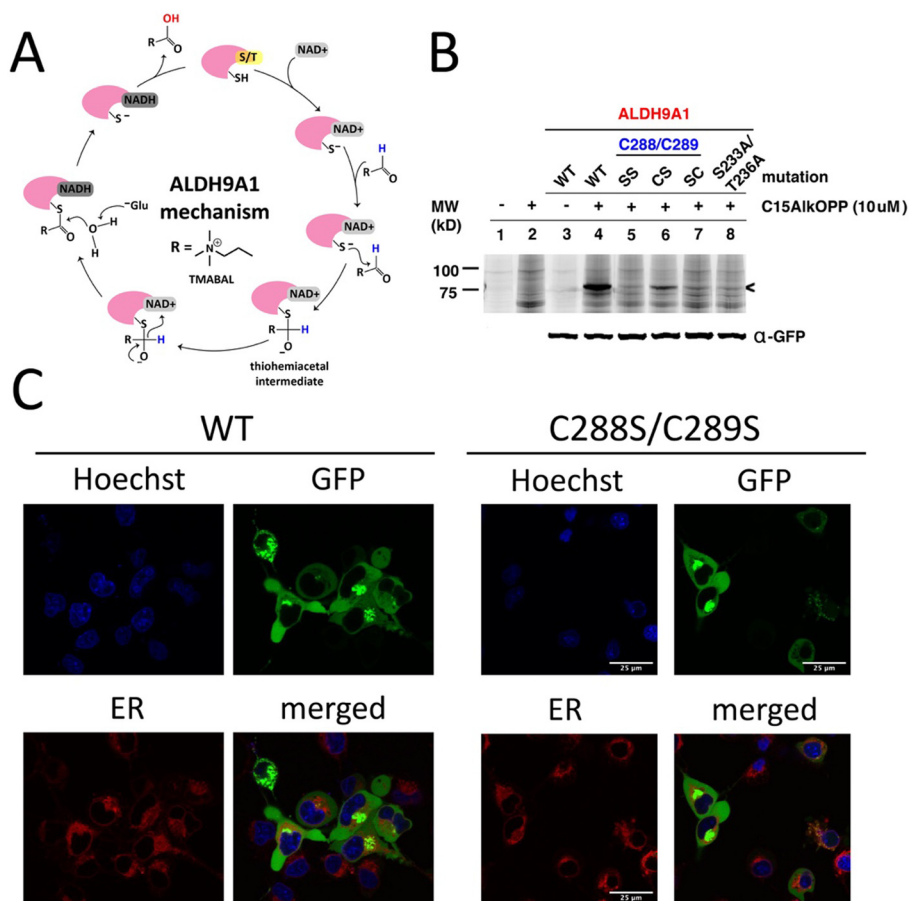 A
OH
R
O
S/T
SH
NAD+
NADH
S−
NAD+
S−
H
R
O
NADH
S
R
O
−Glu
O
H
H
ALDH9A1
mechanism
R =
N
+
TMABAL
NAD+
S−
H
R
O
NAD+
S
R
H
O
−
NAD+
S
R
H
O
−
thiohemiacetal
intermediate
B
ALDH9A1
C288/C289
WT WT SS CS SC S233A/T236A mutation
- + - + + + + + C15AlkOPP (10uM)
MW
(kD)
1 2 3 4 5 6 7 8
100
75
<
α-GFP
C
WT
C288S/C289S
Hoechst GFP
Hoechst GFP
25 µm
25 µm
ER merged
ER merged
25 µm
25 µm